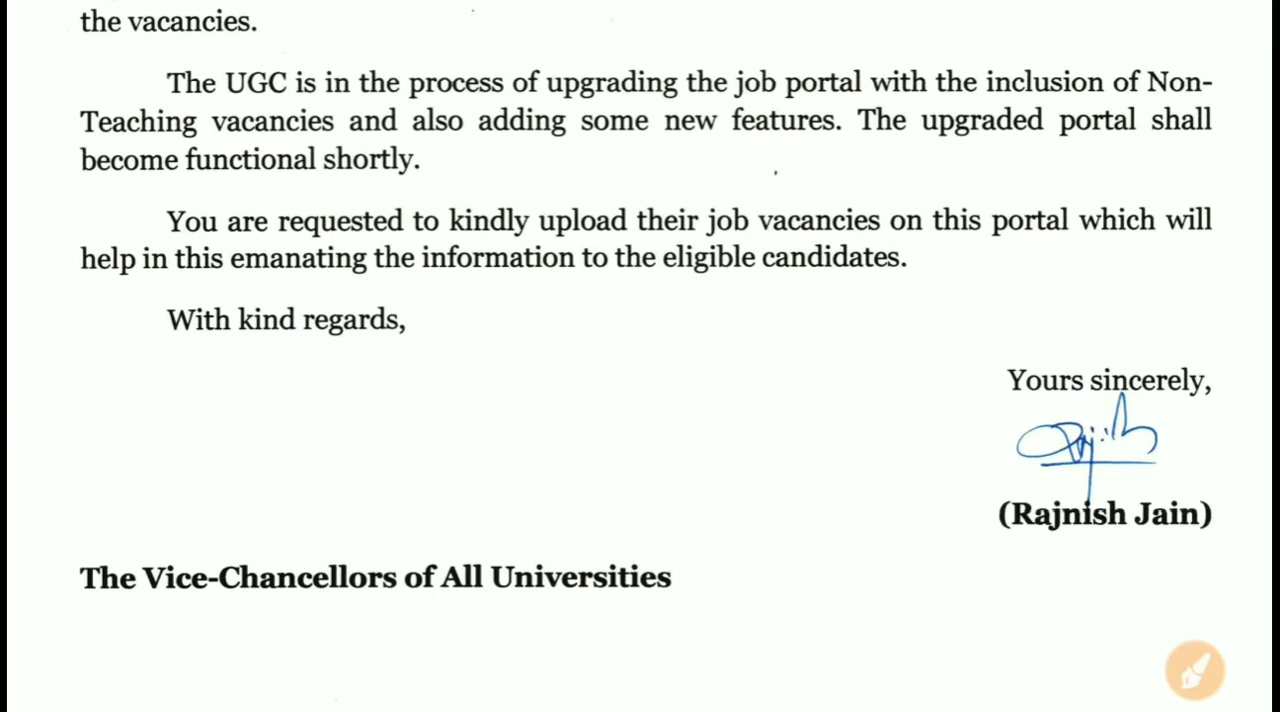 the vacancies.
The UGC is in the process of upgrading the job portal with the inclusion of Non-
Teaching vacancies and also adding some new features. The upgraded portal shall
become functional shortly.
You are requested to kindly upload their job vacancies on this portal which will
help in this emanating the information to the eligible candidates.
With kind regards,
Yours sincerely,
(Rajnish Jain)
The Vice-Chancellors of All Universities